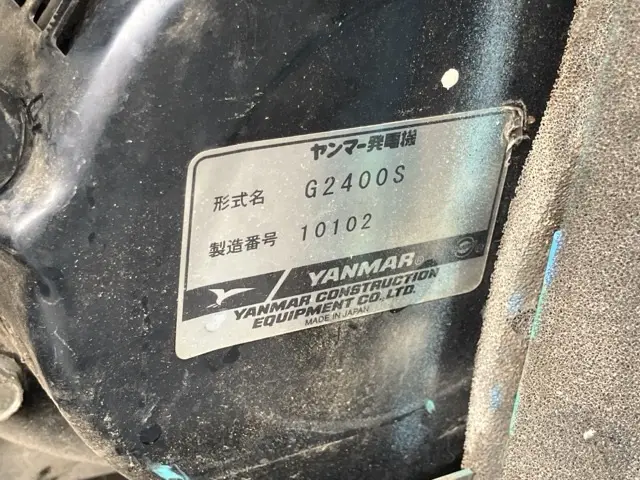 ヤンマー発電機
形式名 G2400S
製造番号 10102
YANMAR
YANMAR CONSTRUCTION
EQUIPMENT CO., LTD.
MADE IN JAPAN